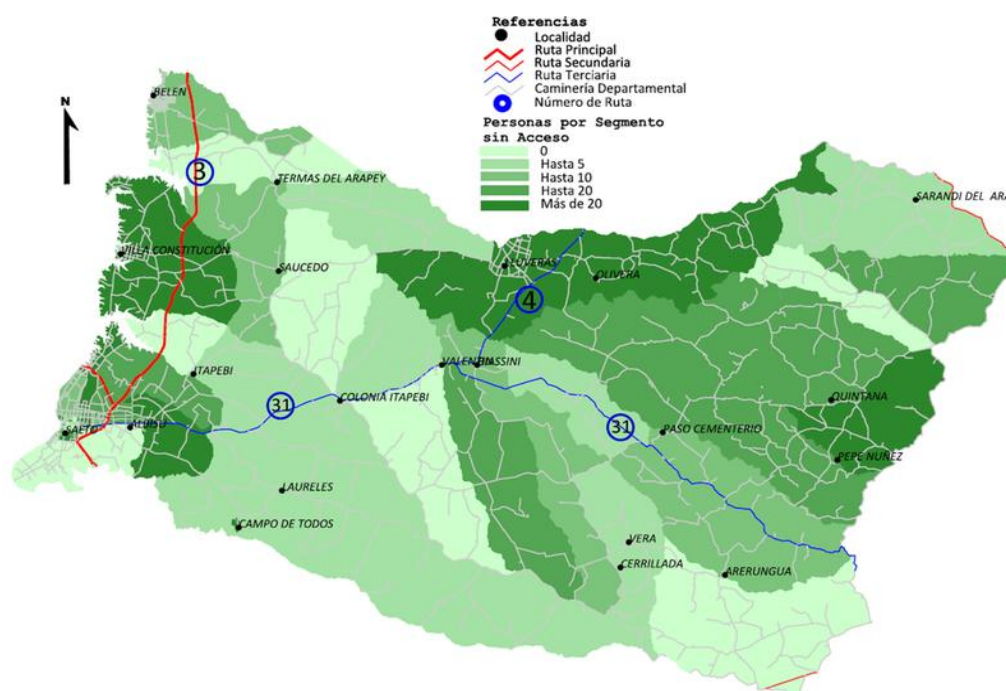 Referencias
Localidad
Ruta Principal
Ruta Secundaria
Ruta Terciaria
Caminería Departamental
Número de Ruta
Personas por Segmento
sin Acceso
0
Hasta 5
Hasta 10
Hasta 20
Más de 20
N
BELEN
3
TERMAS DEL ARAPEY
SARANDI DEL ARA
VILLA CONSTITUCIÓN
SAUCEDO
LLUVERAS
OLIVERA
4
VALENTIN
BIASSINI
ITAPEBI
31
COLONIA ITAPEBI
QUINTANA
SALTO
ALBISU
31
PASO CEMENTERIO
PEPE NUÑEZ
LAURELES
CAMPO DE TODOS
VERA
CERRILLADA
ARERUNGUA